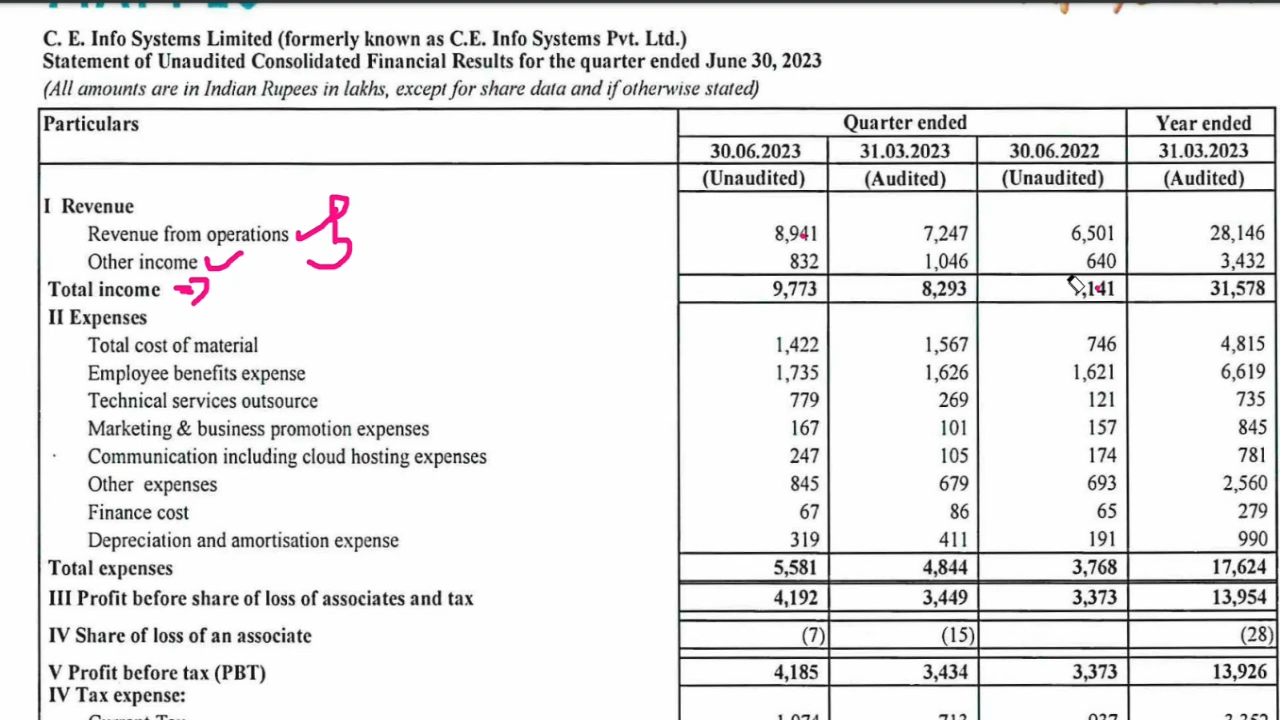 C. E. Info Systems Limited (formerly known as C.E. Info Systems Pvt. Ltd.)
Statement of Unaudited Consolidated Financial Results for the quarter ended June 30, 2023
(All amounts are in Indian Rupees in lakhs, except for share data and if otherwise stated)
Particulars Quarter ended Year ended
30.06.2023 31.03.2023 30.06.2022 31.03.2023
(Unaudited) (Audited) (Unaudited) (Audited)
I Revenue
Revenue from operations 8,941 7,247 6,501 28,146
Other income 832 1,046 640 3,432
Total income 9,773 8,293 ,141 31,578
II Expenses
Total cost of material 1,422 1,567 746 4,815
Employee benefits expense 1,735 1,626 1,621 6,619
Technical services outsource 779 269 121 735
Marketing & business promotion expenses 167 101 157 845
Communication including cloud hosting expenses 247 105 174 781
Other expenses 845 679 693 2,560
Finance cost 67 86 65 279
Depreciation and amortisation expense 319 411 191 990
Total expenses 5,581 4,844 3,768 17,624
III Profit before share of loss of associates and tax 4,192 3,449 3,373 13,954
IV Share of loss of an associate (7) (15) (28)
V Profit before tax (PBT) 4,185 3,434 3,373 13,926
IV Tax expense: